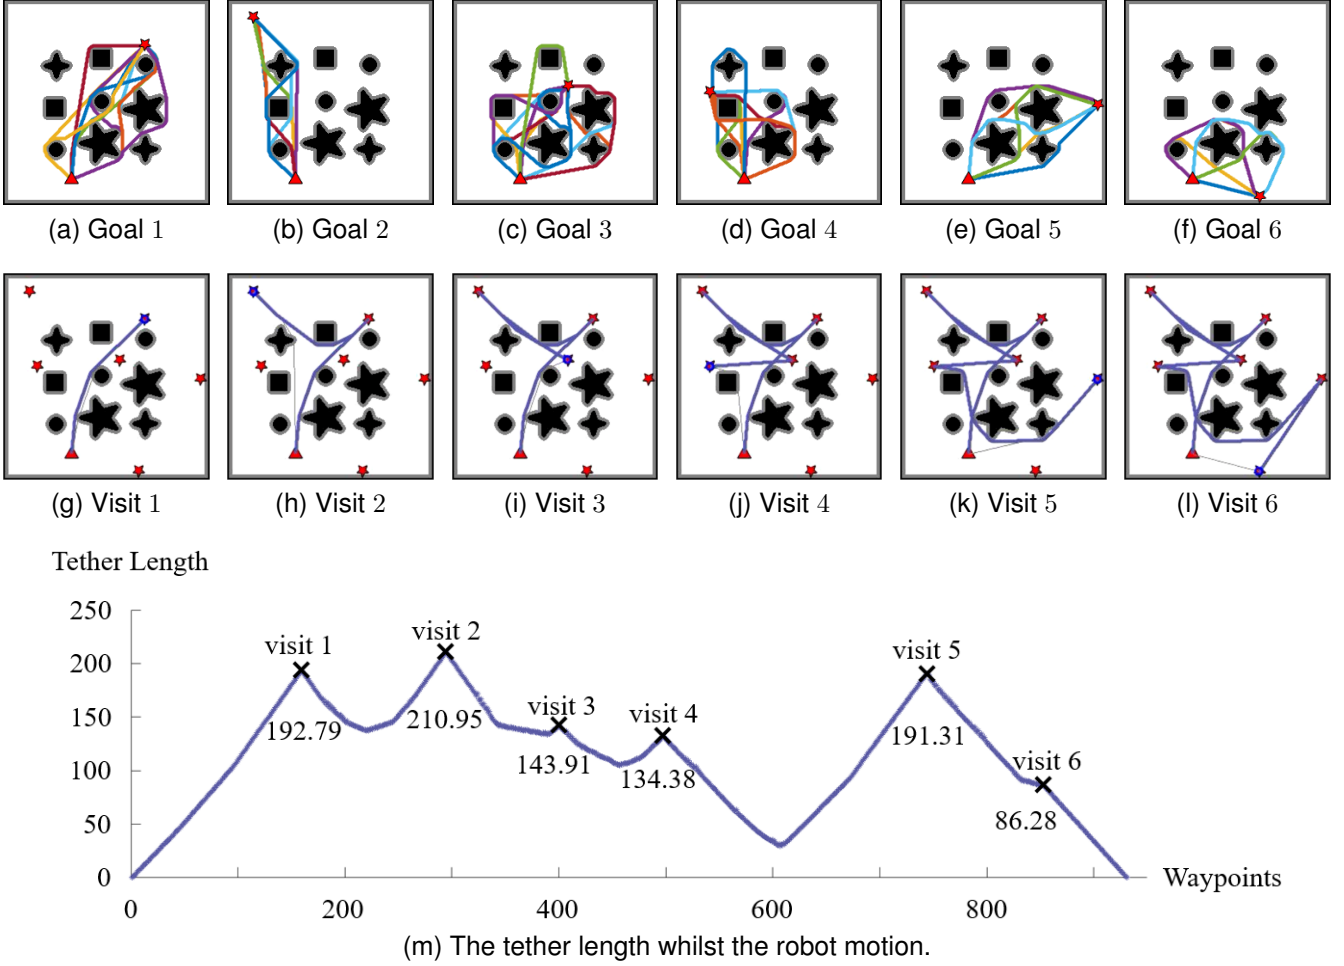 (a) Goal 1 (b) Goal 2 (c) Goal 3 (d) Goal 4 (e) Goal 5 (f) Goal 6
(g) Visit 1 (h) Visit 2 (i) Visit 3 (j) Visit 4 (k) Visit 5 (l) Visit 6
Tether Length
250
200
150
100
50
0
visit 1
192.79
visit 2
210.95
visit 3
143.91
visit 4
134.38
visit 5
191.31
visit 6
86.28
Waypoints
0 200 400 600 800
(m) The tether length whilst the robot motion.